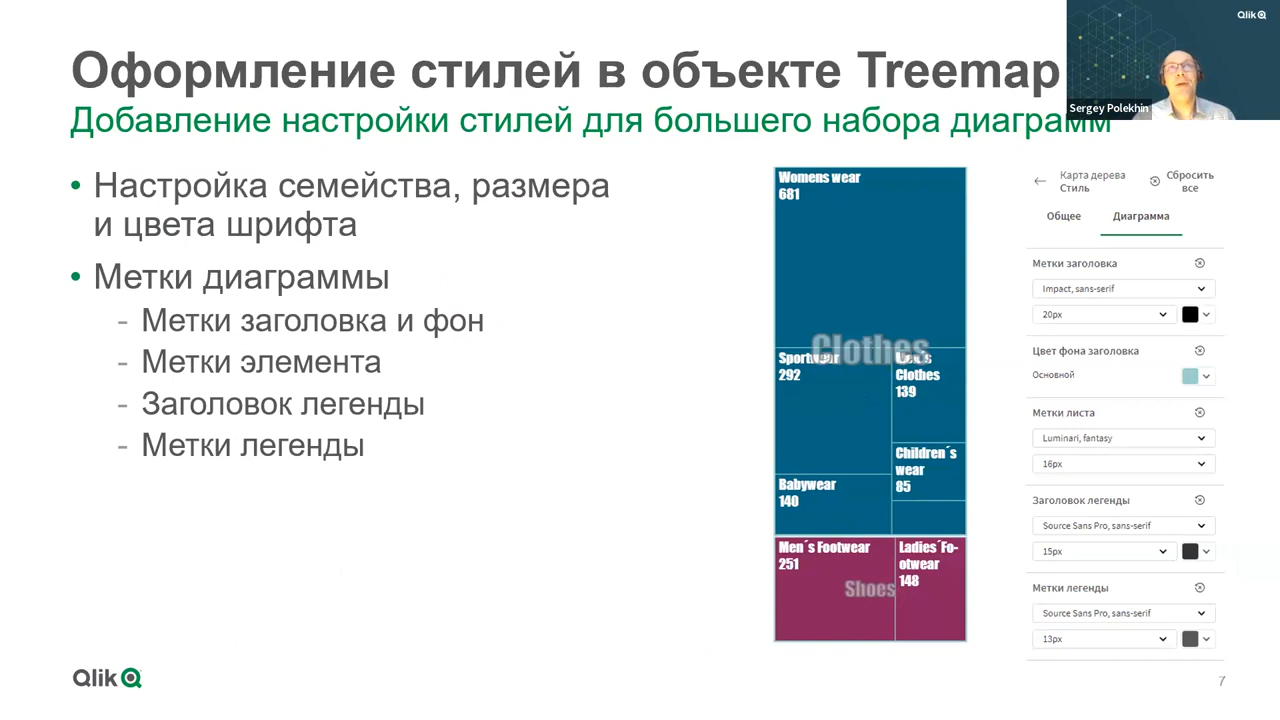 Оформление стилей в объекте Treemap
Добавление настройки стилей для большего набора диаграмм
Qlik
Sergey Polekhin
• Настройка семейства, размера
и цвета шрифта
• Метки диаграммы
- Метки заголовка и фон
- Метки элемента
- Заголовок легенды
- Метки легенды
Womens wear
681
Clothes
Sportwear
292
Men´s
Clothes
139
Children´s
wear
85
Babywear
140
Men´s Footwear
251
Ladies´Fo-
otwear
148
Shoes
Карта дерева
Стиль
Сбросить
все
Общее
Диаграмма
Метки заголовка
Impact, sans-serif
20px
Цвет фона заголовка
Основной
Метки листа
Luminari, fantasy
16px
Заголовок легенды
Source Sans Pro, sans-serif
15px
Метки легенды
Source Sans Pro, sans-serif
13px
Qlik
7